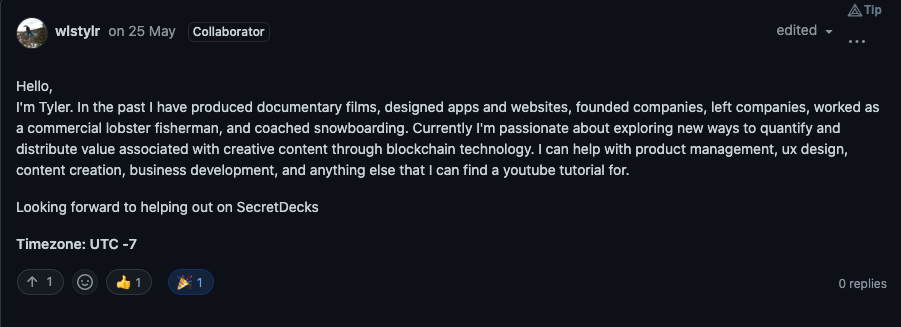 Tip
wlstylr on 25 May Collaborator edited
Hello,
I'm Tyler. In the past I have produced documentary films, designed apps and websites, founded companies, left companies, worked as
a commercial lobster fisherman, and coached snowboarding. Currently I'm passionate about exploring new ways to quantify and
distribute value associated with creative content through blockchain technology. I can help with product management, ux design,
content creation, business development, and anything else that I can find a youtube tutorial for.
Looking forward to helping out on SecretDecks
Timezone: UTC -7
1 1 1 0 replies